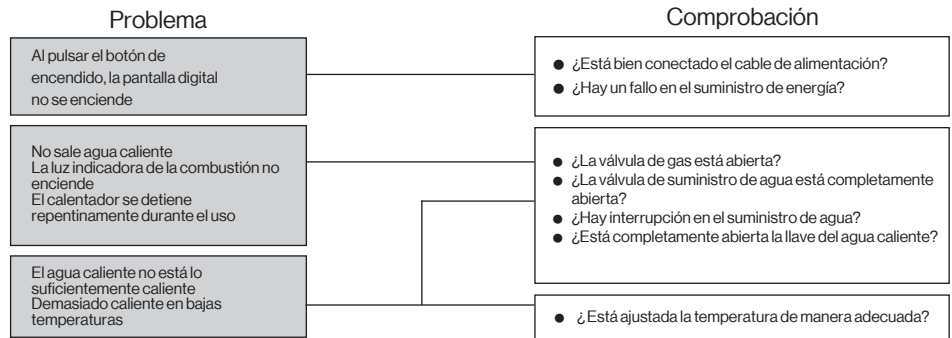 Problema
Comprobación
Al pulsar el botón de
encendido, la pantalla digital
no se enciende
● ¿Está bien conectado el cable de alimentación?
● ¿Hay un fallo en el suministro de energía?
No sale agua caliente
La luz indicadora de la combustión no
enciende
El calentador se detiene
repentinamente durante el uso
● ¿La válvula de gas está abierta?
● ¿La válvula de suministro de agua está completamente
abierta?
● ¿Hay interrupción en el suministro de agua?
● ¿Está completamente abierta la llave del agua caliente?
El agua caliente no está lo
suficientemente caliente
Demasiado caliente en bajas
temperaturas
● ¿Está ajustada la temperatura de manera adecuada?